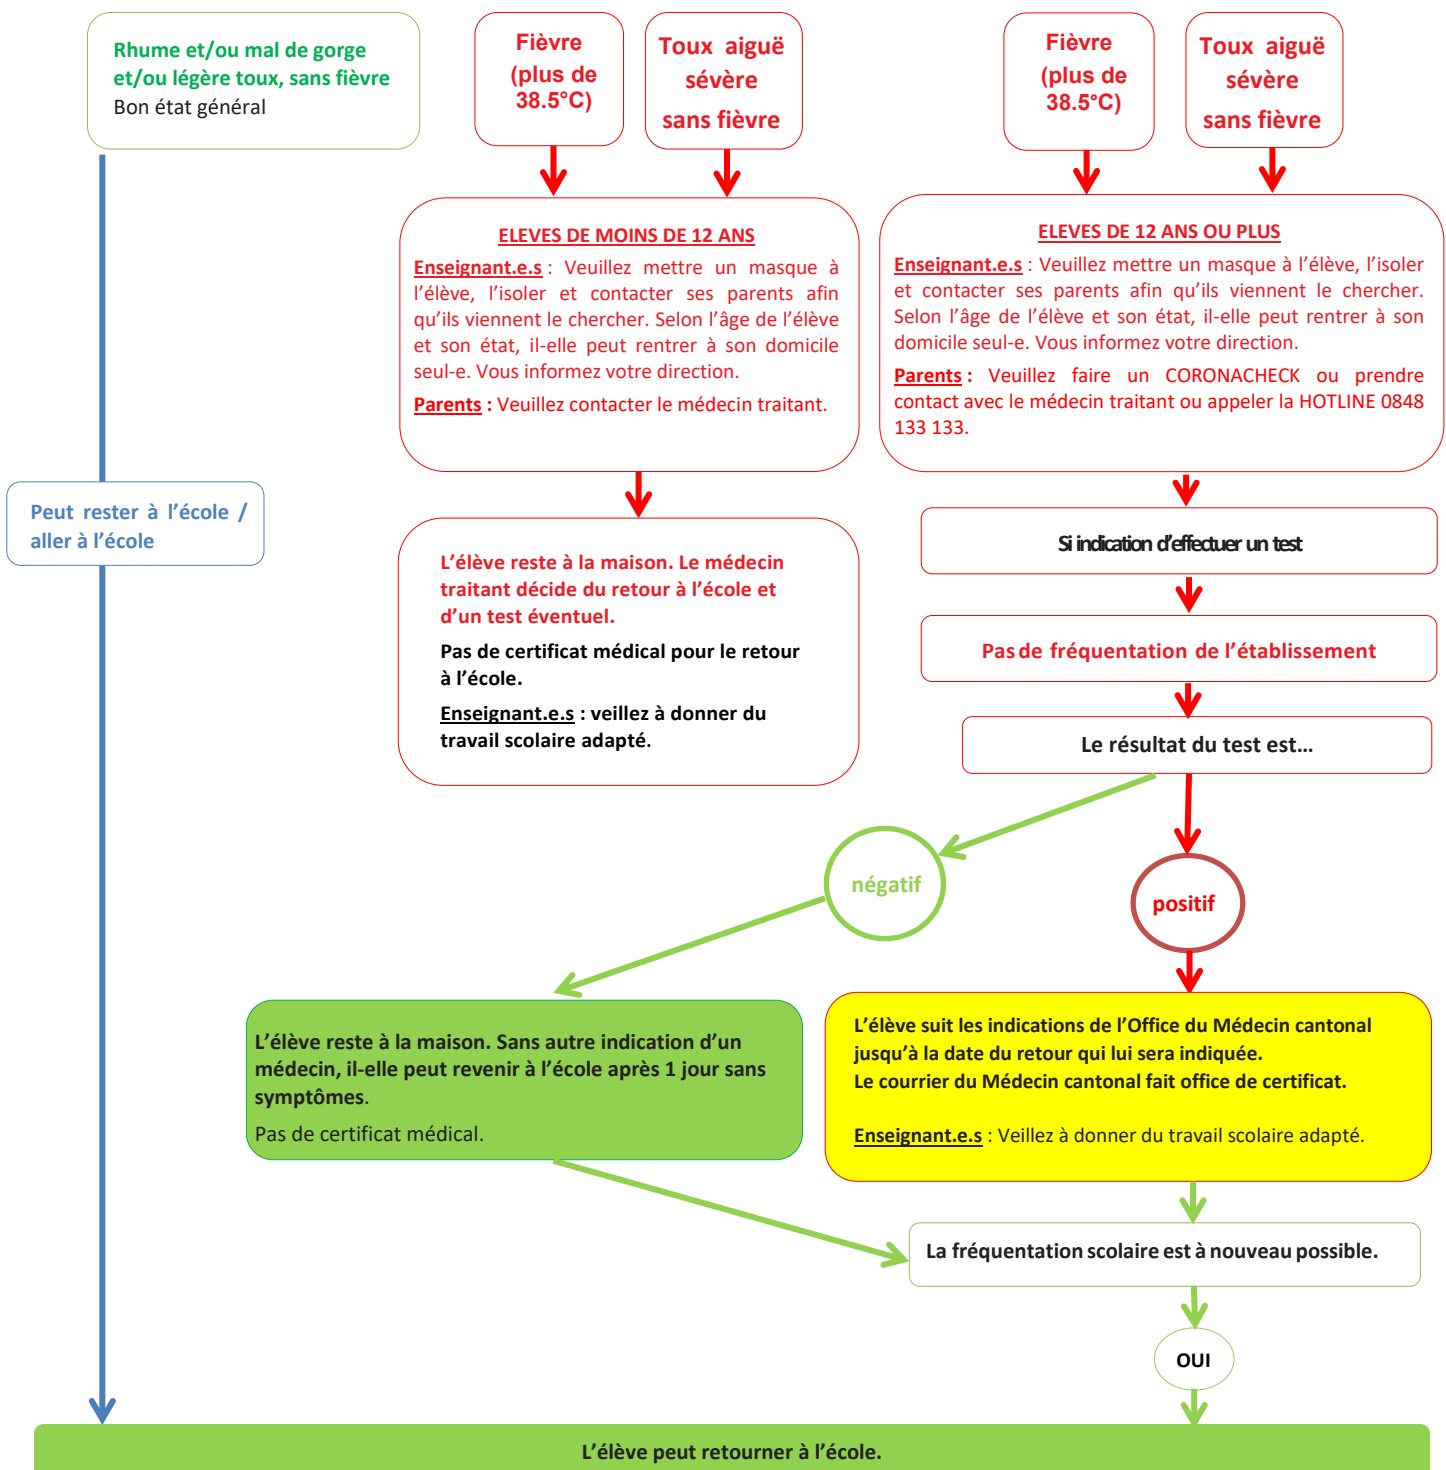 Rhume et/ou mal de gorge
et/ou légère toux, sans fièvre
Bon état général
Fièvre
(plus de
38.5°C)
Toux aiguë
sévère
sans fièvre
Fièvre
(plus de
38.5°C)
Toux aiguë
sévère
sans fièvre
ELEVES DE MOINS DE 12 ANS
Enseignant.e.s : Veuillez mettre un masque à
l’élève, l’isoler et contacter ses parents afin
qu’ils viennent le chercher. Selon l’âge de l’élève
et son état, il-elle peut rentrer à son domicile
seul-e. Vous informez votre direction.
Parents : Veuillez contacter le médecin traitant.
ELEVES DE 12 ANS OU PLUS
Enseignant.e.s : Veuillez mettre un masque à l’élève, l’isoler
et contacter ses parents afin qu’ils viennent le chercher.
Selon l’âge de l’élève et son état, il-elle peut rentrer à son
domicile seul-e. Vous informez votre direction.
Parents : Veuillez faire un CORONACHECK ou prendre
contact avec le médecin traitant ou appeler la HOTLINE 0848
133 133.
Peut rester à l’école /
aller à l’école
L’élève reste à la maison. Le médecin
traitant décide du retour à l’école et
d’un test éventuel.
Pas de certificat médical pour le retour
à l’école.
Enseignant.e.s : veillez à donner du
travail scolaire adapté.
Si indication d’effectuer un test
Pas de fréquentation de l’établissement
Le résultat du test est…
négatif
positif
L’élève reste à la maison. Sans autre indication d’un
médecin, il-elle peut revenir à l’école après 1 jour sans
symptômes.
Pas de certificat médical.
L’élève suit les indications de l’Office du Médecin cantonal
jusqu’à la date du retour qui lui sera indiquée.
Le courrier du Médecin cantonal fait office de certificat.
Enseignant.e.s : Veillez à donner du travail scolaire adapté.
La fréquentation scolaire est à nouveau possible.
OUI
L’élève peut retourner à l’école.